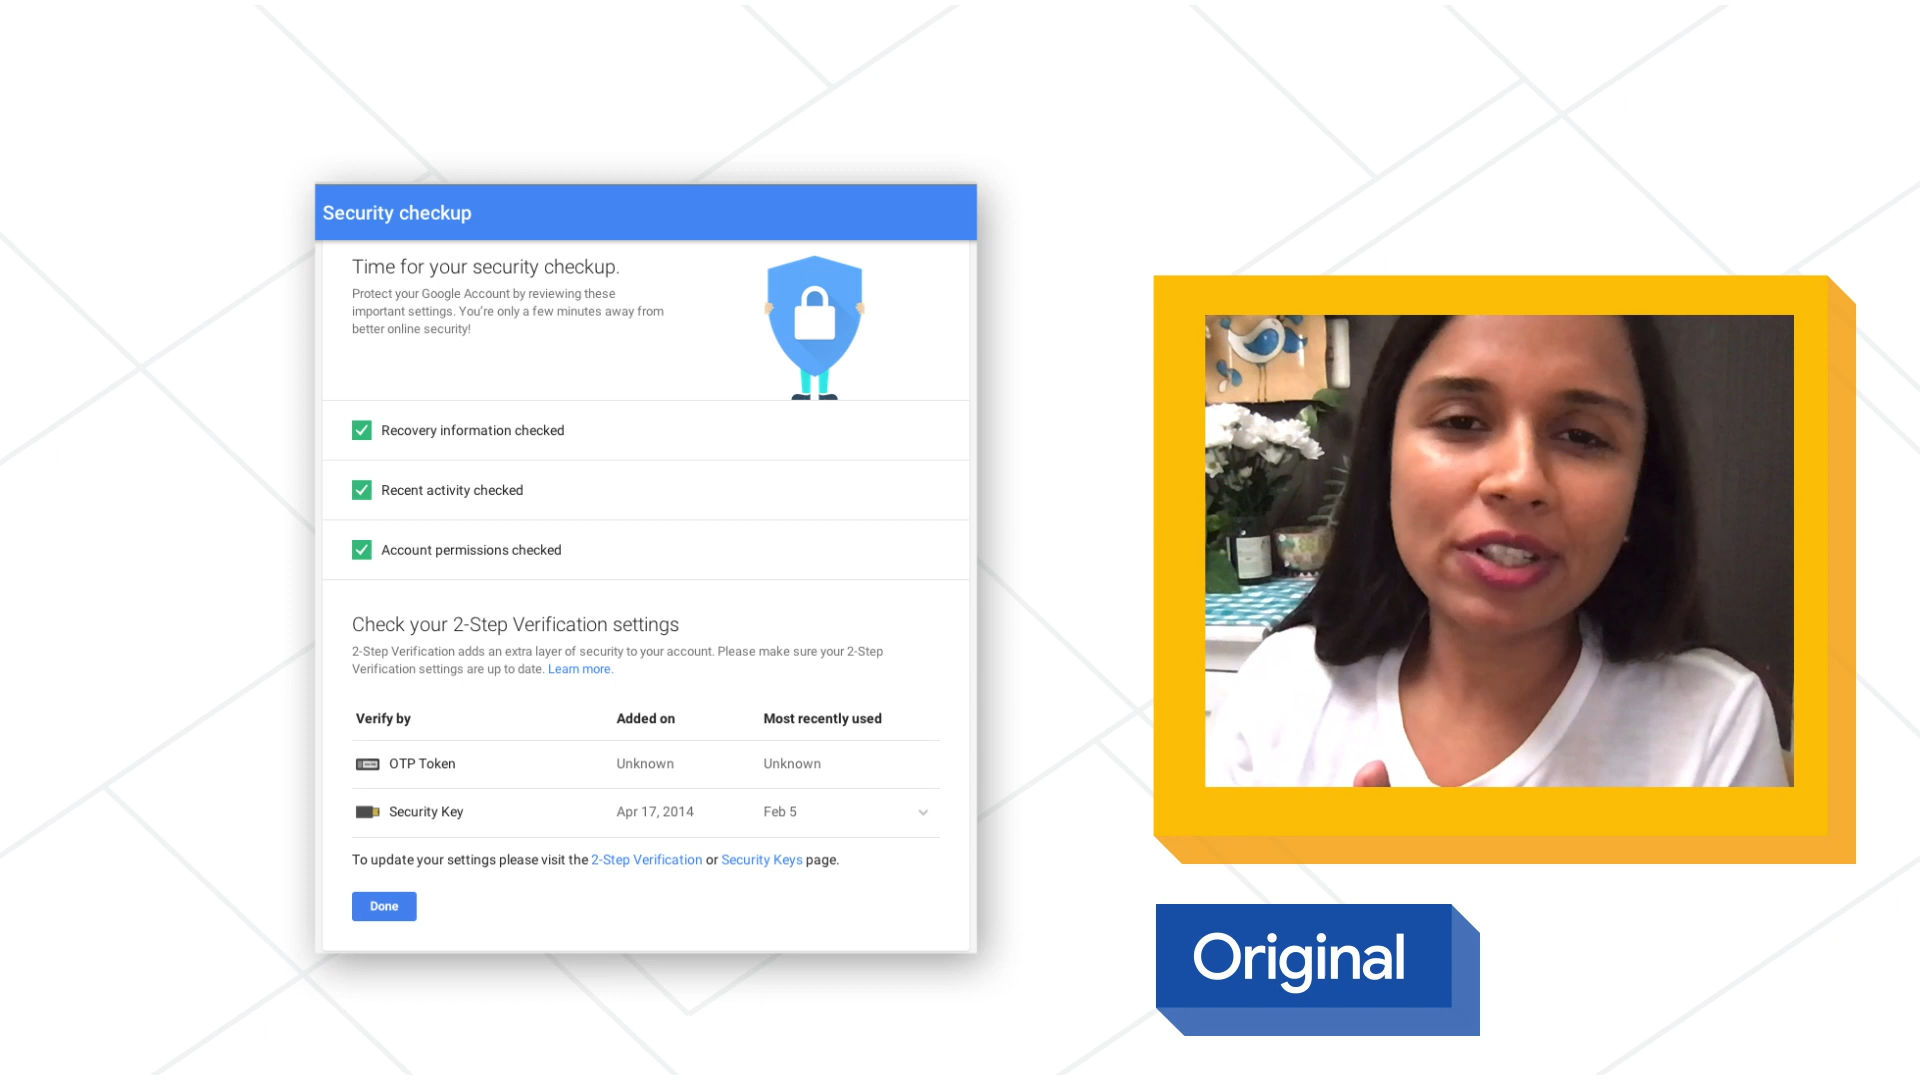 Security checkup
Time for your security checkup.
Protect your Google Account by reviewing these
important settings. You're only a few minutes away from
better online security!
Recovery information checked
Recent activity checked
Account permissions checked
Check your 2-Step Verification settings
2-Step Verification adds an extra layer of security to your account. Please make sure your 2-Step
Verification settings are up to date. Learn more.
Verify by Added on Most recently used
OTP Token Unknown Unknown
Security Key Apr 17, 2014 Feb 5
To update your settings please visit the 2-Step Verification or Security Keys page.
Done
Original